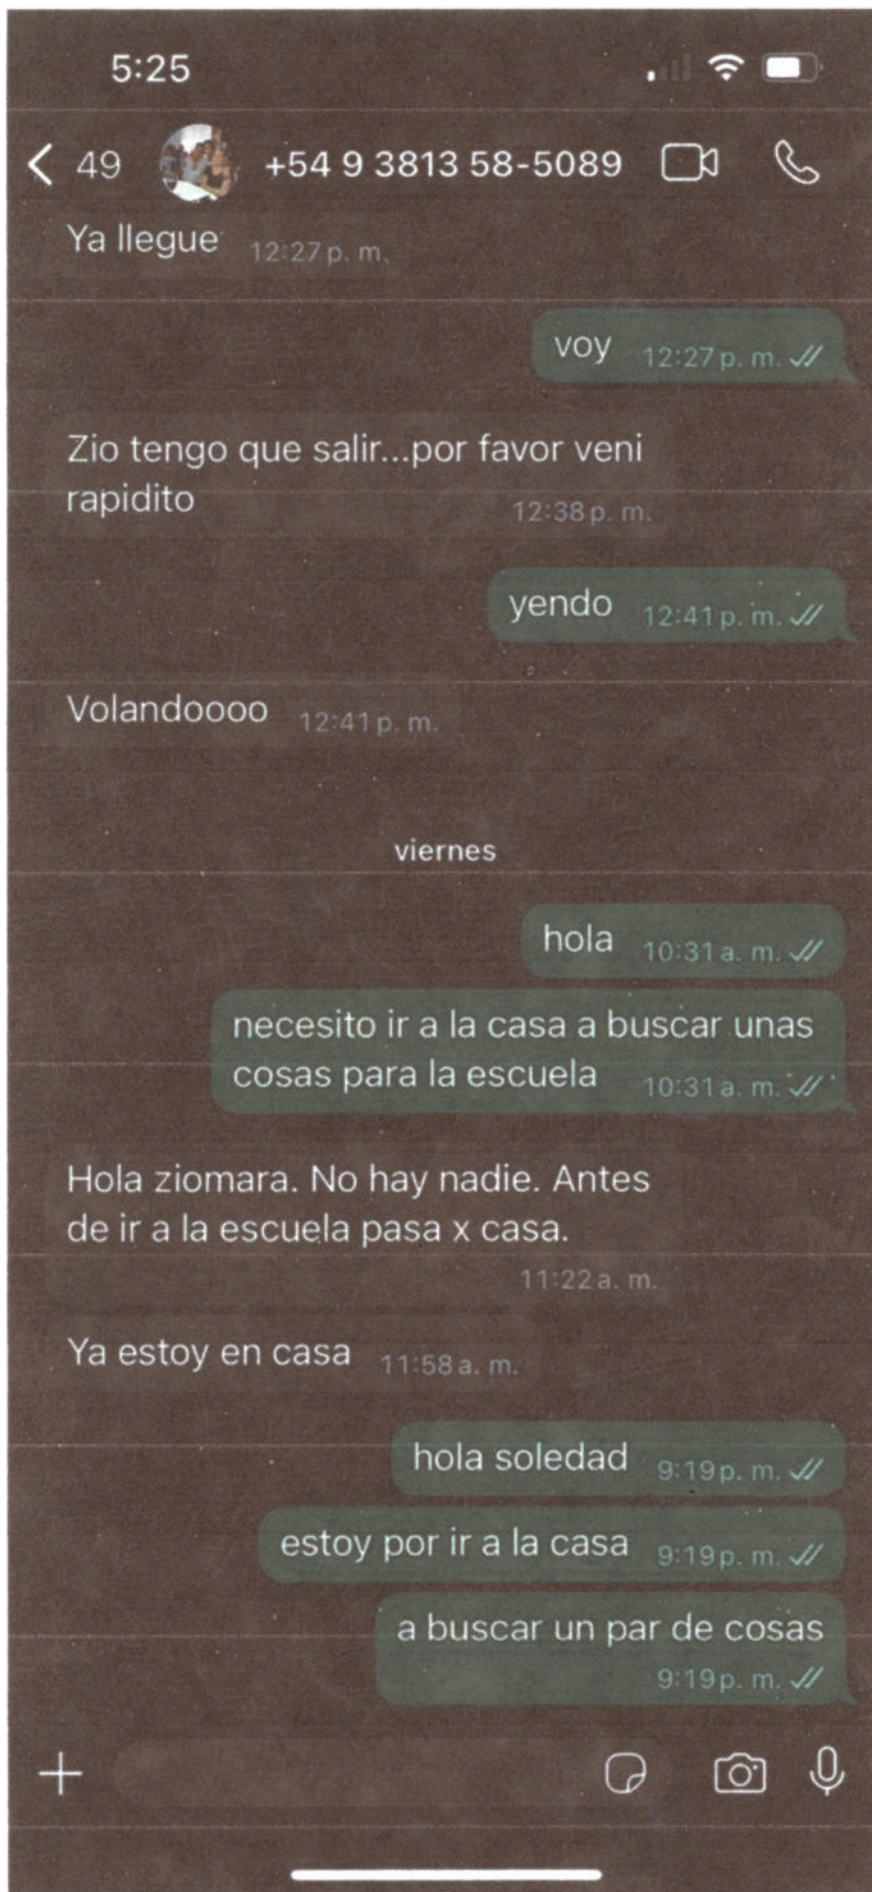 5:25
49 +54 9 3813 58-5089
Ya llegue 12:27 p. m.
voy 12:27 p. m.
Zio tengo que salir...por favor veni
rapidito 12:38 p. m.
yendo 12:41 p. m.
Volandoooo 12:41 p. m.
viernes
hola 10:31 a. m.
necesito ir a la casa a buscar unas
cosas para la escuela 10:31 a. m.
Hola ziomara. No hay nadie. Antes
de ir a la escuela pasa x casa.
11:22 a. m.
Ya estoy en casa 11:58 a. m.
hola soledad 9:19 p. m.
estoy por ir a la casa 9:19 p. m.
a buscar un par de cosas
9:19 p. m.